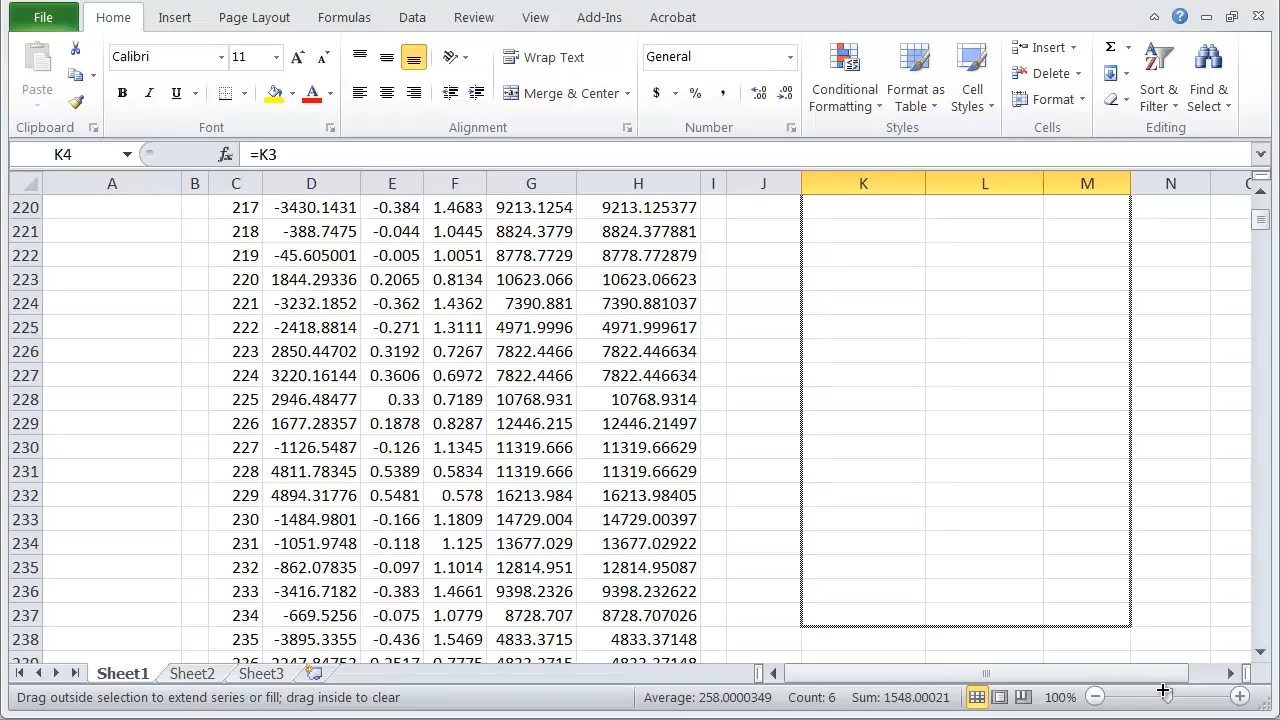 File Home Insert Page Layout Formulas Data Review View Add-Ins Acrobat
Paste Calibri 11 Wrap Text General Conditional Formatting Format as Table Cell Styles Insert Σ Sort & Filter Find & Select
B I U A Merge & Center $ % , Delete Format
Clipboard Font Alignment Number Styles Cells Editing
K4 fx =K3
A B C D E F G H I J K L M N
220 217 -3430.1431 -0.384 1.4683 9213.1254 9213.125377
221 218 -388.7475 -0.044 1.0445 8824.3779 8824.377881
222 219 -45.605001 -0.005 1.0051 8778.7729 8778.772879
223 220 1844.29336 0.2065 0.8134 10623.066 10623.06623
224 221 -3232.1852 -0.362 1.4362 7390.881 7390.881037
225 222 -2418.8814 -0.271 1.3111 4971.9996 4971.999617
226 223 2850.44702 0.3192 0.7267 7822.4466 7822.446634
227 224 3220.16144 0.3606 0.6972 7822.4466 7822.446634
228 225 2946.48477 0.33 0.7189 10768.931 10768.9314
229 226 1677.28357 0.1878 0.8287 12446.215 12446.21497
230 227 -1126.5487 -0.126 1.1345 11319.666 11319.66629
231 228 4811.78345 0.5389 0.5834 11319.666 11319.66629
232 229 4894.31776 0.5481 0.578 16213.984 16213.98405
233 230 -1484.9801 -0.166 1.1809 14729.004 14729.00397
234 231 -1051.9748 -0.118 1.125 13677.029 13677.02922
235 232 -862.07835 -0.097 1.1014 12814.951 12814.95087
236 233 -3416.7182 -0.383 1.4661 9398.2326 9398.232622
237 234 -669.5256 -0.075 1.0779 8728.707 8728.707026
238 235 -3895.3355 -0.436 1.5469 4833.3715 4833.37148
Sheet1 Sheet2 Sheet3
Drag outside selection to extend series or fill; drag inside to clear Average: 258.0000349 Count: 6 Sum: 1548.00021 100%